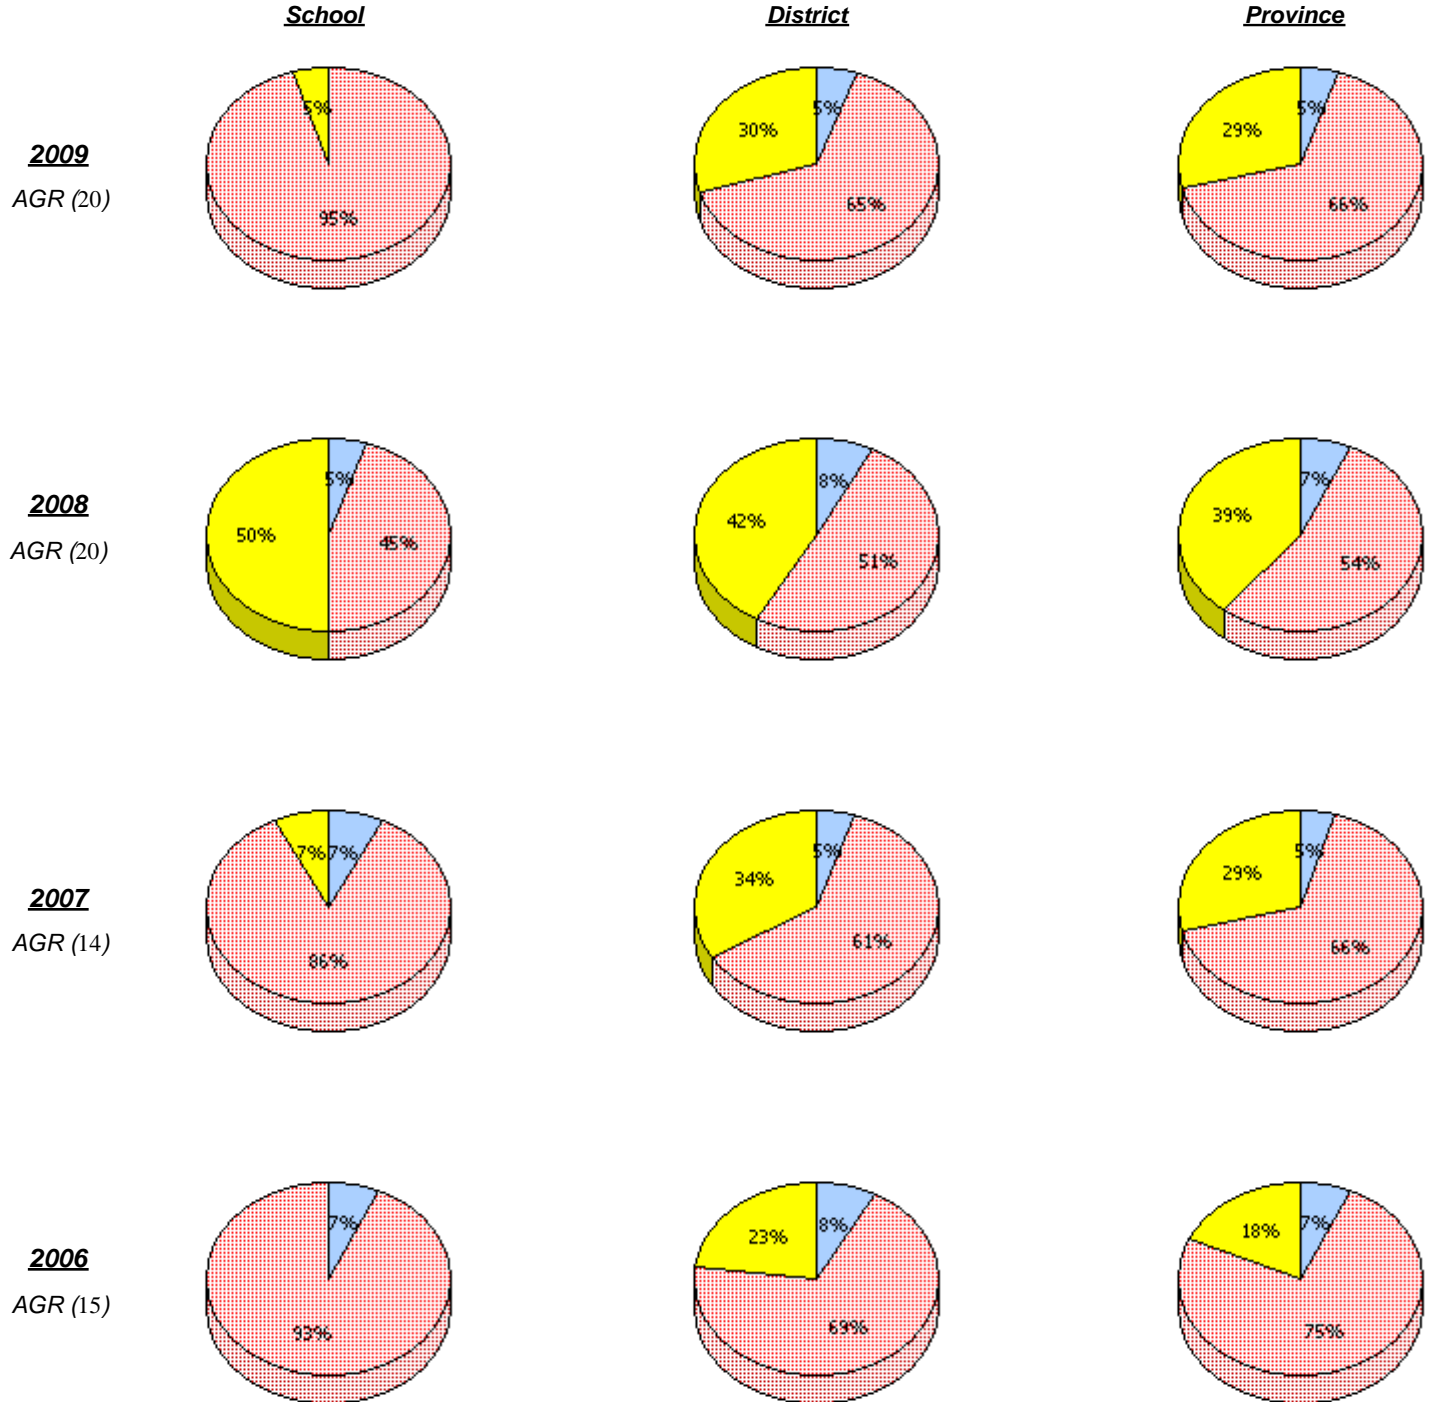 School District Province
5% 5% 5%
30% 29%
2009
AGR (20)
95% 65% 66%
5% 8% 7%
50% 42% 39%
2008
45% 51% 54%
AGR (20)
7% 7% 5% 5%
34% 29%
2007
AGR (14)
86% 61% 66%
7% 8% 7%
23% 18%
2006
AGR (15)
93% 69% 75%